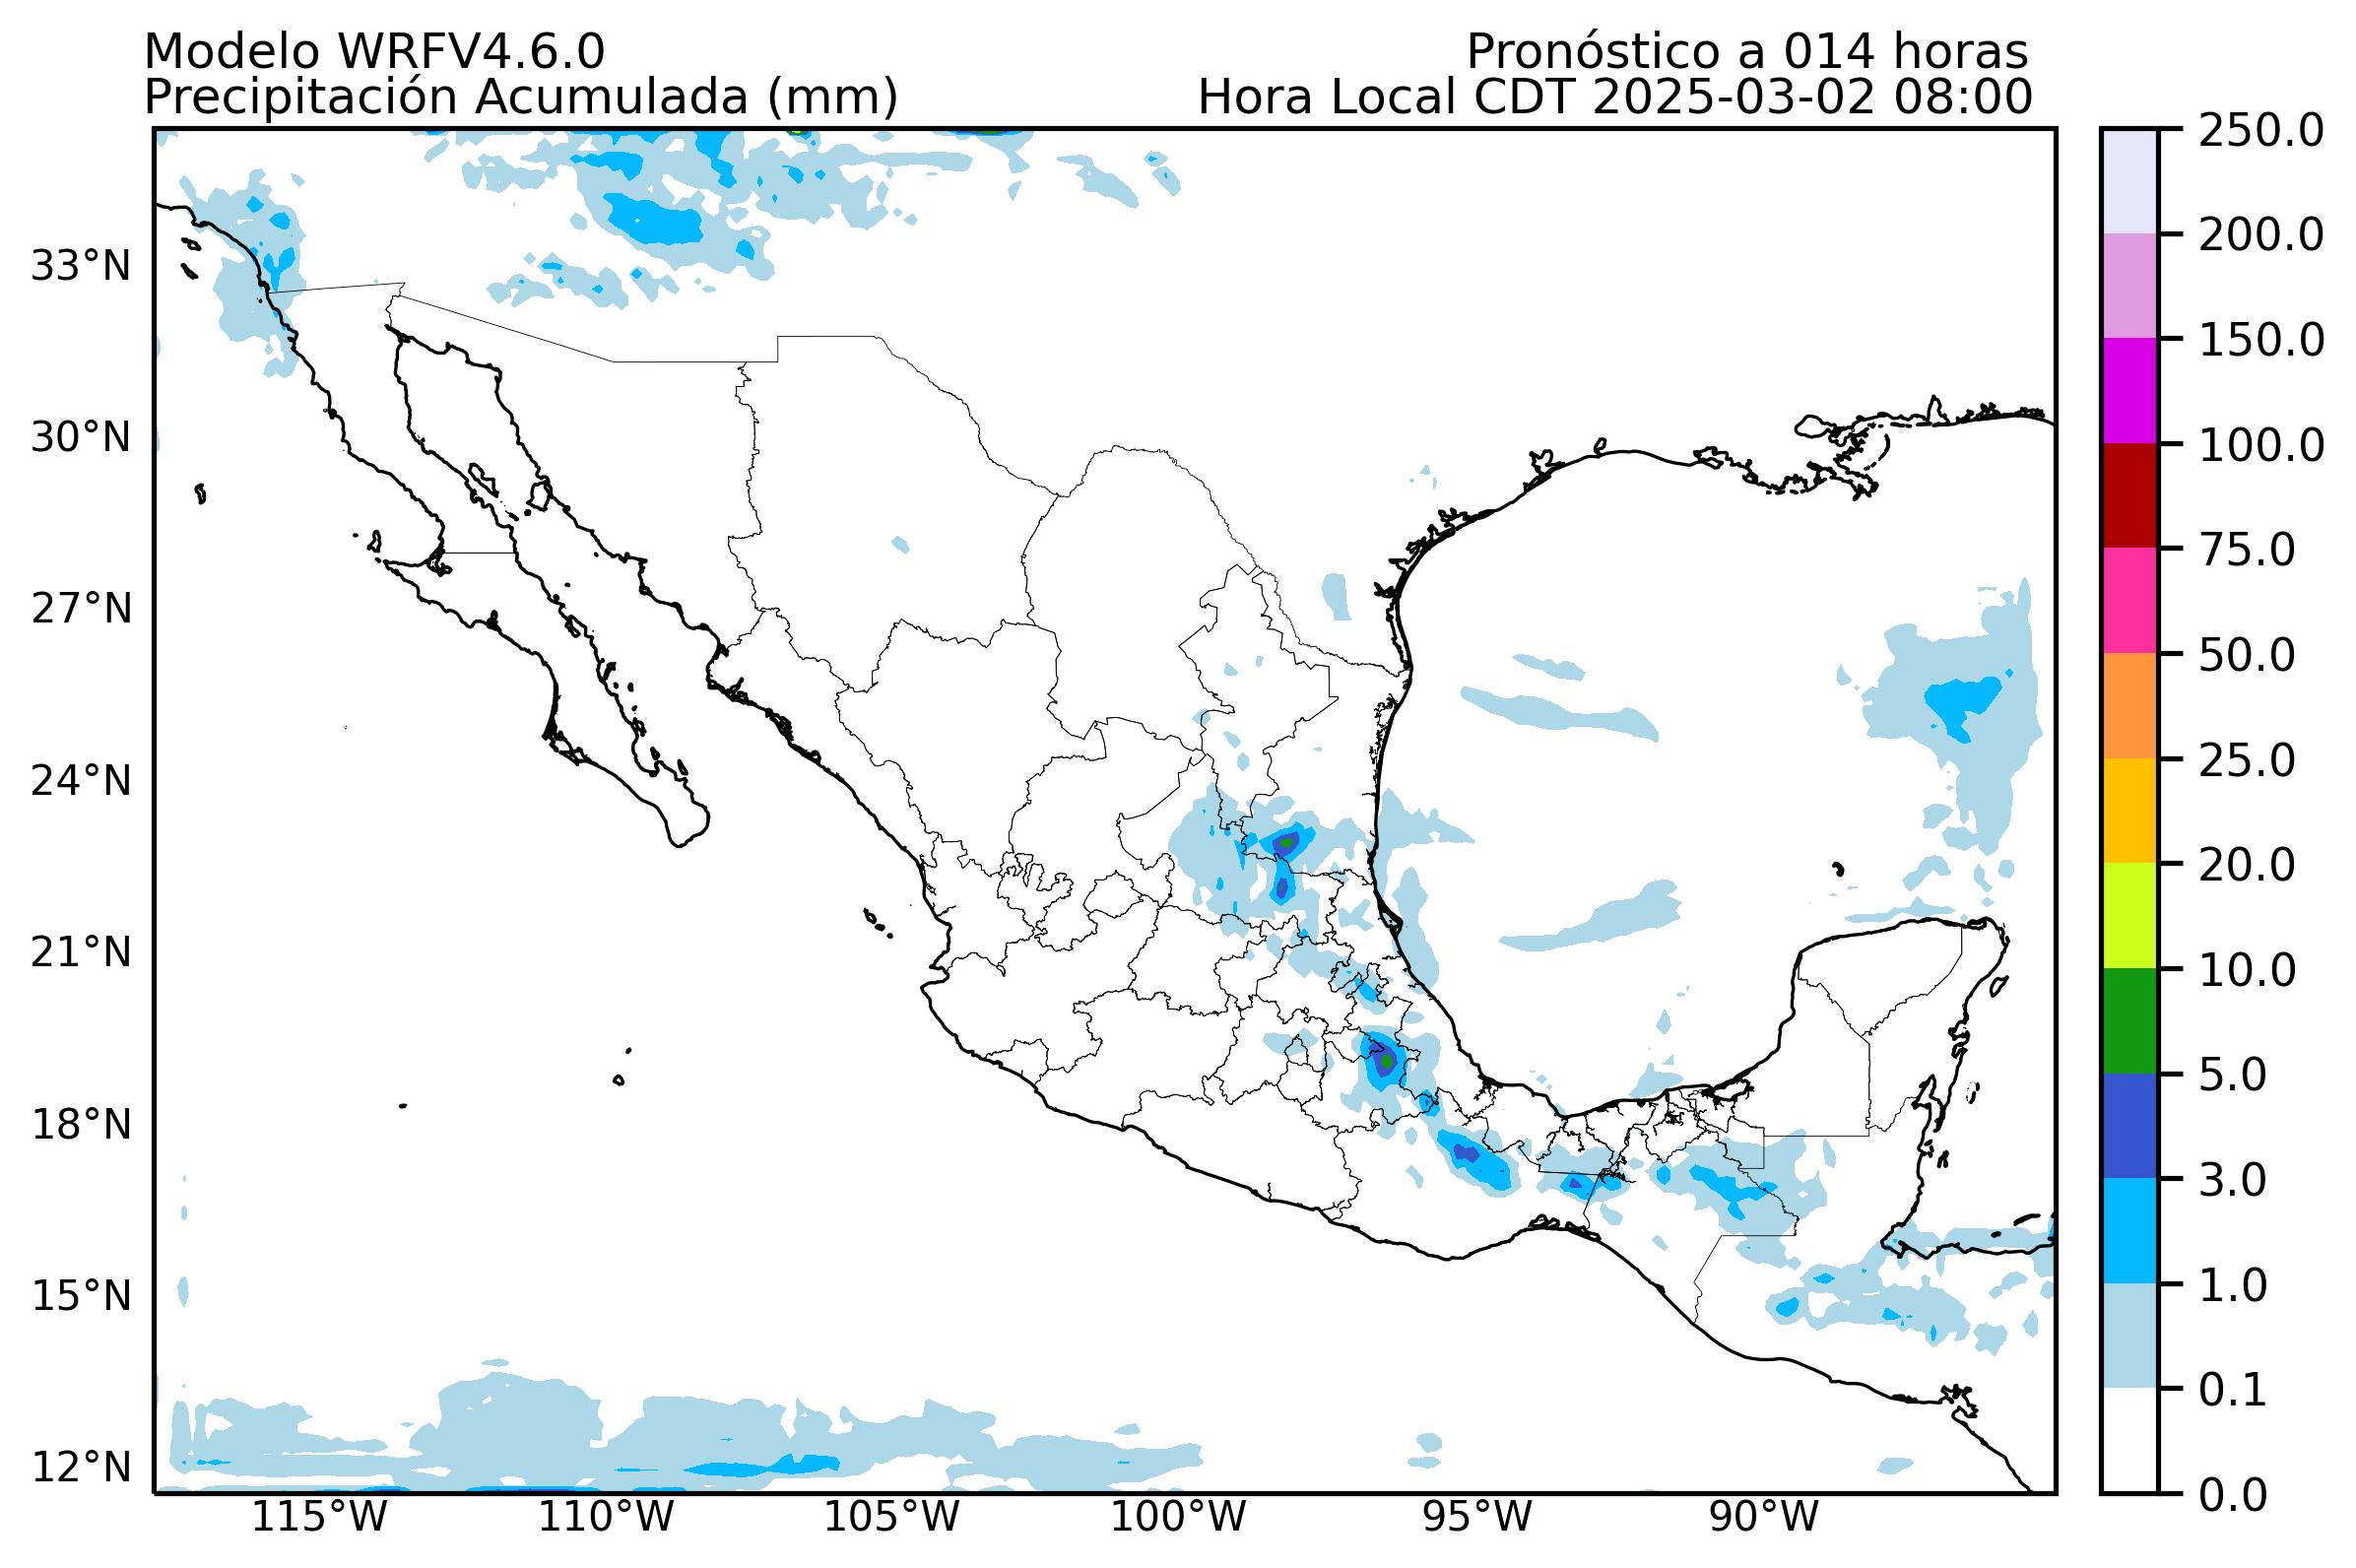 Modelo WRFV4.6.0
Pronóstico a 014 horas
Precipitación Acumulada (mm)
Hora Local CDT 2025-03-02 08:00
33°N
30°N
27°N
24°N
21°N
18°N
15°N
12°N
115°W
110°W
105°W
100°W
95°W
90°W
250.0
200.0
150.0
100.0
75.0
50.0
25.0
20.0
10.0
5.0
3.0
1.0
0.1
0.0